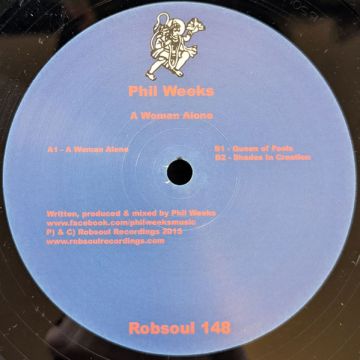 Phil Weeks
A Woman Alone
A1 - A Woman Alone
B1 - Queen of Fools
B2 - Shades In Creation
Written, produced & mixed by Phil Weeks
www.facebook.com/philweeksmusic
P) & C) Robsoul Recordings 2015
www.robsoulrecordings.com
Robsoul 148